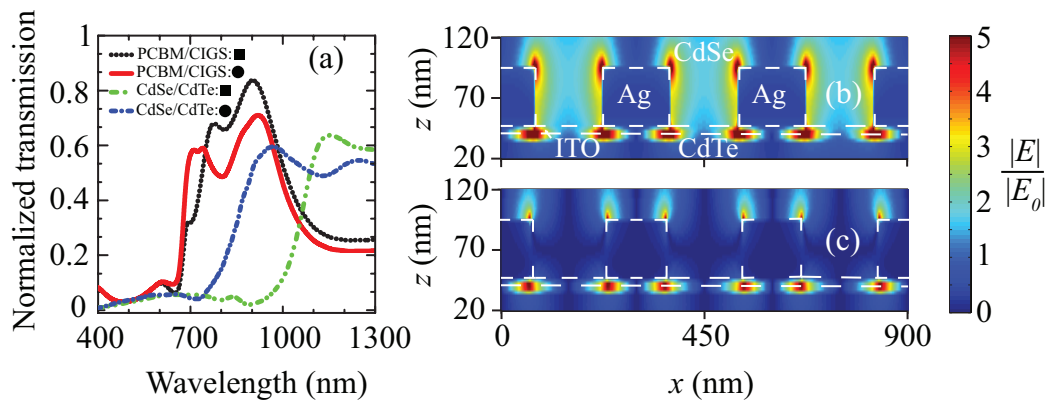 Normalized transmission
1
0.8
0.6
0.4
0.2
0
PCBM/CIGS:■
PCBM/CIGS:●
CdSe/CdTe:■
CdSe/CdTe:●
(a)
400 700 1000 1300
Wavelength (nm)
z (nm)
120
70
20
CdSe
Ag Ag (b)
ITO CdTe
z (nm)
120
70
20
(c)
0 450 900
x (nm)
5
4
3
2
1
0
|E|
|E0|